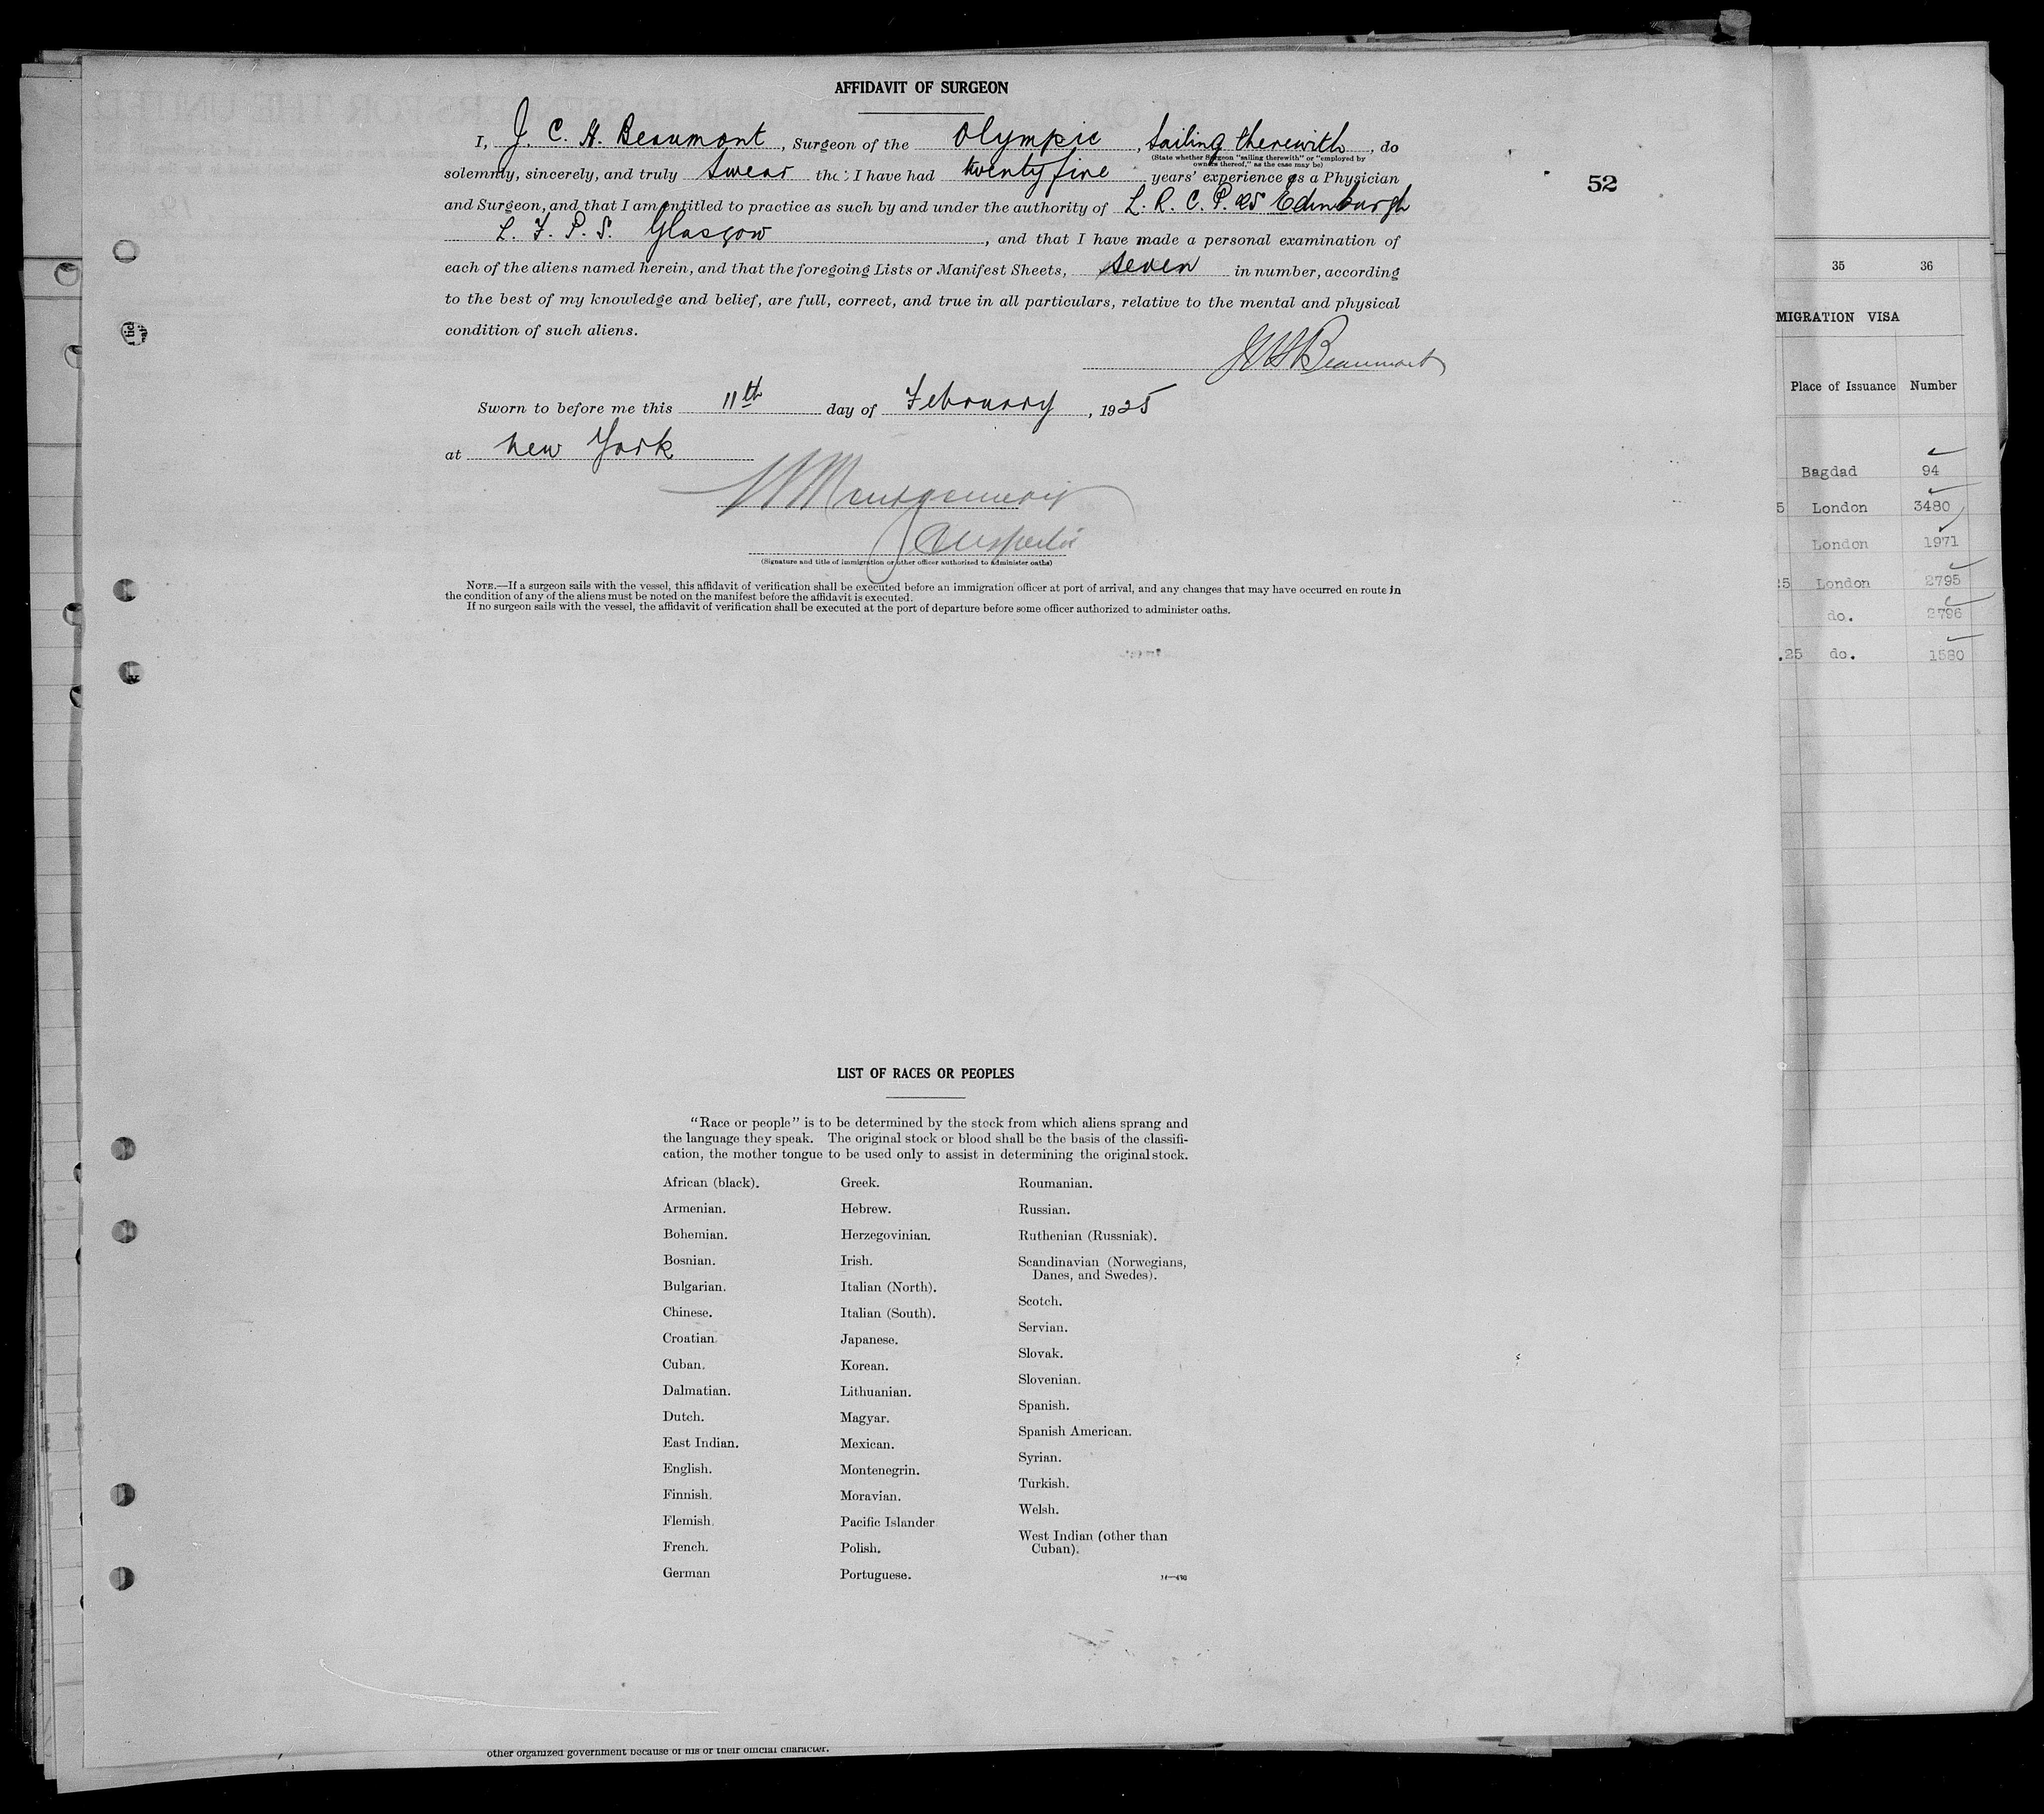 AFFIDAVIT OF SURGEON
I, J. C. H. Beaumont, Surgeon of the Olympic, Sailing therewith, do
(State whether Surgeon "sailing therewith" or "employed by
owners thereof," as the case may be)
solemnly, sincerely, and truly swear that I have had twenty five years' experience as a Physician
and Surgeon, and that I am entitled to practice as such by and under the authority of L. R. C. P. &S Edinburgh
L. F. P. S. Glasgow, and that I have made a personal examination of
each of the aliens named herein, and that the foregoing Lists or Manifest Sheets, seven in number, according
to the best of my knowledge and belief, are full, correct, and true in all particulars, relative to the mental and physical
condition of such aliens.
Beaumont
Sworn to before me this 11th day of February, 1925
at New York
Montgomery
Inspector
(Signature and title of immigration or other officer authorized to administer oaths)
NOTE.—If a surgeon sails with the vessel, this affidavit of verification shall be executed before an immigration officer at port of arrival, and any changes that may have occurred en route in
the condition of any of the aliens must be noted on the manifest before the affidavit is executed.
If no surgeon sails with the vessel, the affidavit of verification shall be executed at the port of departure before some officer authorized to administer oaths.
52
LIST OF RACES OR PEOPLES
"Race or people" is to be determined by the stock from which aliens sprang and
the language they speak. The original stock or blood shall be the basis of the classifi-
cation, the mother tongue to be used only to assist in determining the original stock.
African (black).
Armenian.
Bohemian.
Bosnian.
Bulgarian.
Chinese.
Croatian.
Cuban.
Dalmatian.
Dutch.
East Indian.
English.
Finnish.
Flemish.
French.
German
Greek.
Hebrew.
Herzegovinian.
Irish.
Italian (North).
Italian (South).
Japanese.
Korean.
Lithuanian.
Magyar.
Mexican.
Montenegrin.
Moravian.
Pacific Islander
Polish.
Portuguese.
Roumanian.
Russian.
Ruthenian (Russniak).
Scandinavian (Norwegians,
Danes, and Swedes).
Scotch.
Servian.
Slovak.
Slovenian.
Spanish.
Spanish American.
Syrian.
Turkish.
Welsh.
West Indian (other than
Cuban).
other organized government because of his or their official character.
35 36
MIGRATION VISA
Place of Issuance Number
Bagdad 94
5 London 3480
London 1971
25 London 2795
do. 2796
.25 do. 1580